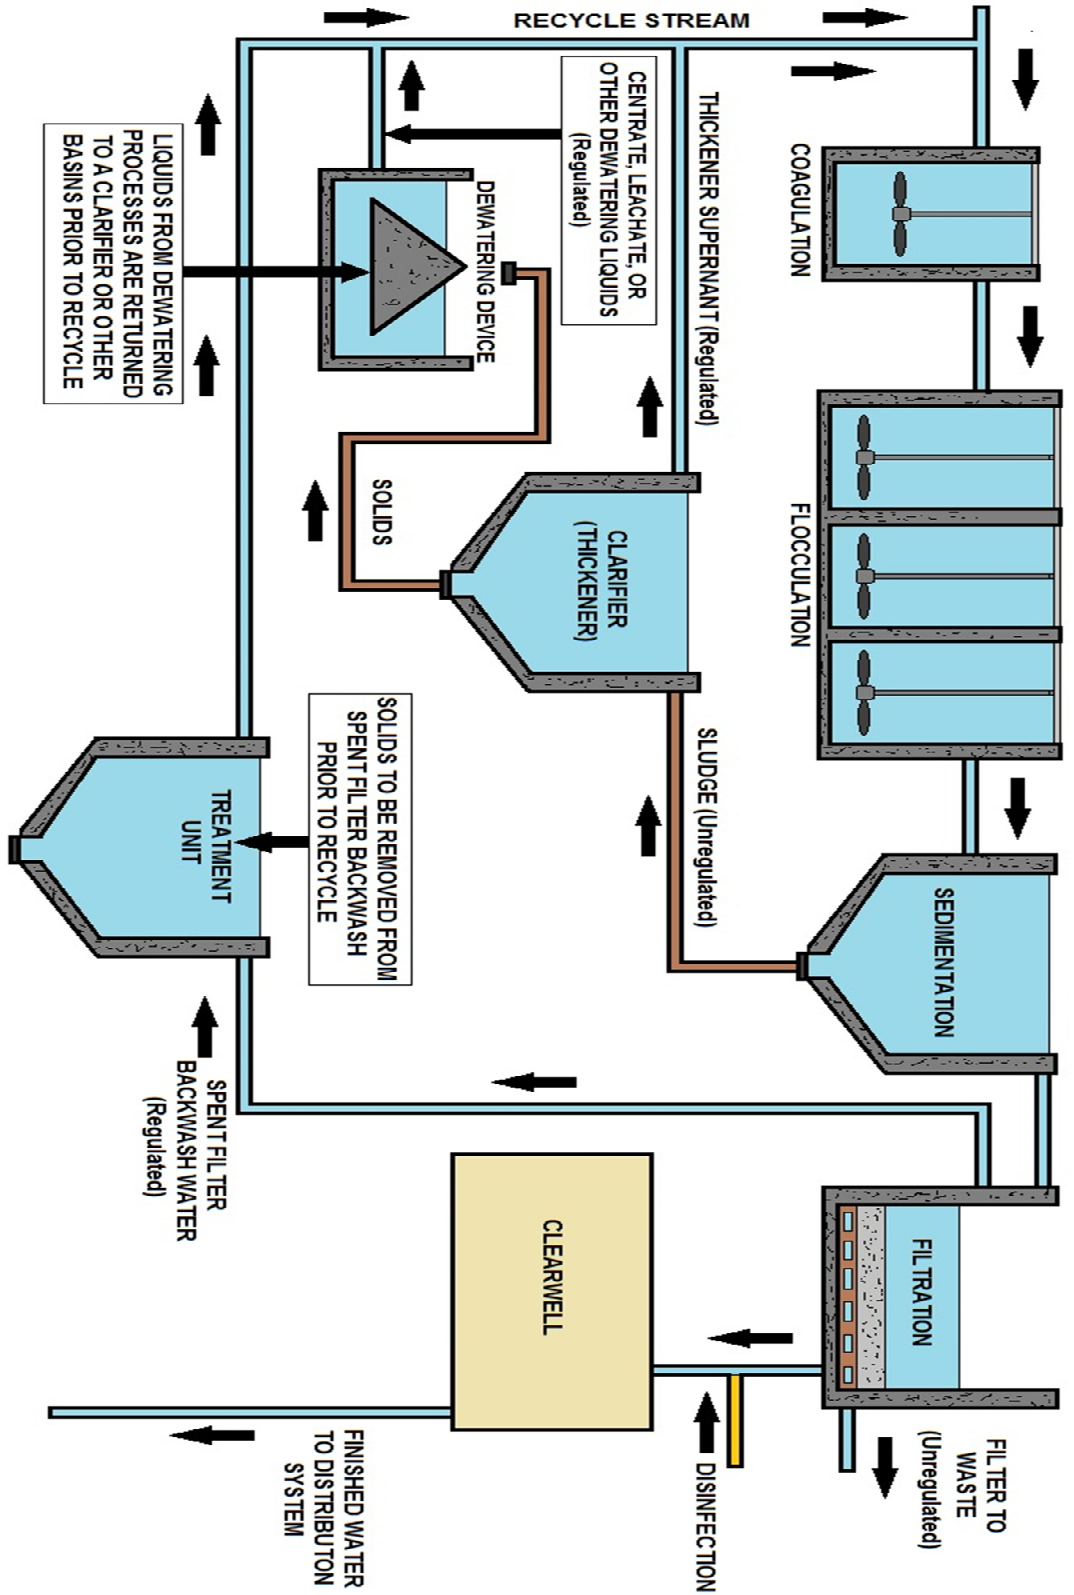 RECYCLE STREAM
COAGULATION
FLOCCULATION
SEDIMENTATION
FILTRATION
FILTER TO
WASTE
(Unregulated)
THICKENER SUPERNANT (Regulated)
CENTRATE, LEACHATE, OR
OTHER DEWATERING LIQUIDS
(Regulated)
DEWATERING DEVICE
CLARIFIER
(THICKENER)
SLUDGE (Unregulated)
SOLIDS
DISINFECTION
CLEARWELL
LIQUIDS FROM DEWATERING
PROCESSES ARE RETURNED
TO A CLARIFIER OR OTHER
BASINS PRIOR TO RECYCLE
SOLIDS TO BE REMOVED FROM
SPENT FILTER BACKWASH
PRIOR TO RECYCLE
TREATMENT
UNIT
SPENT FILTER
BACKWASH WATER
(Regulated)
FINISHED WATER
TO DISTRIBUTON
SYSTEM